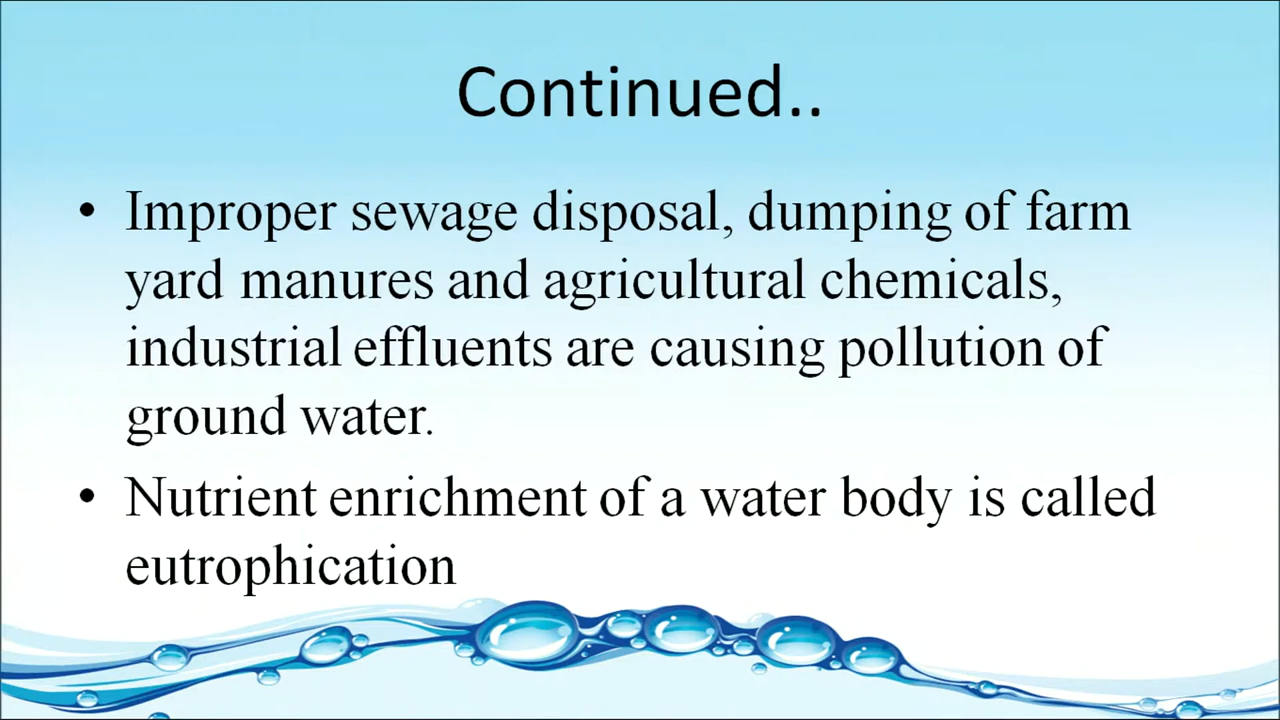 Continued..
• Improper sewage disposal, dumping of farm
yard manures and agricultural chemicals,
industrial effluents are causing pollution of
ground water.
• Nutrient enrichment of a water body is called
eutrophication